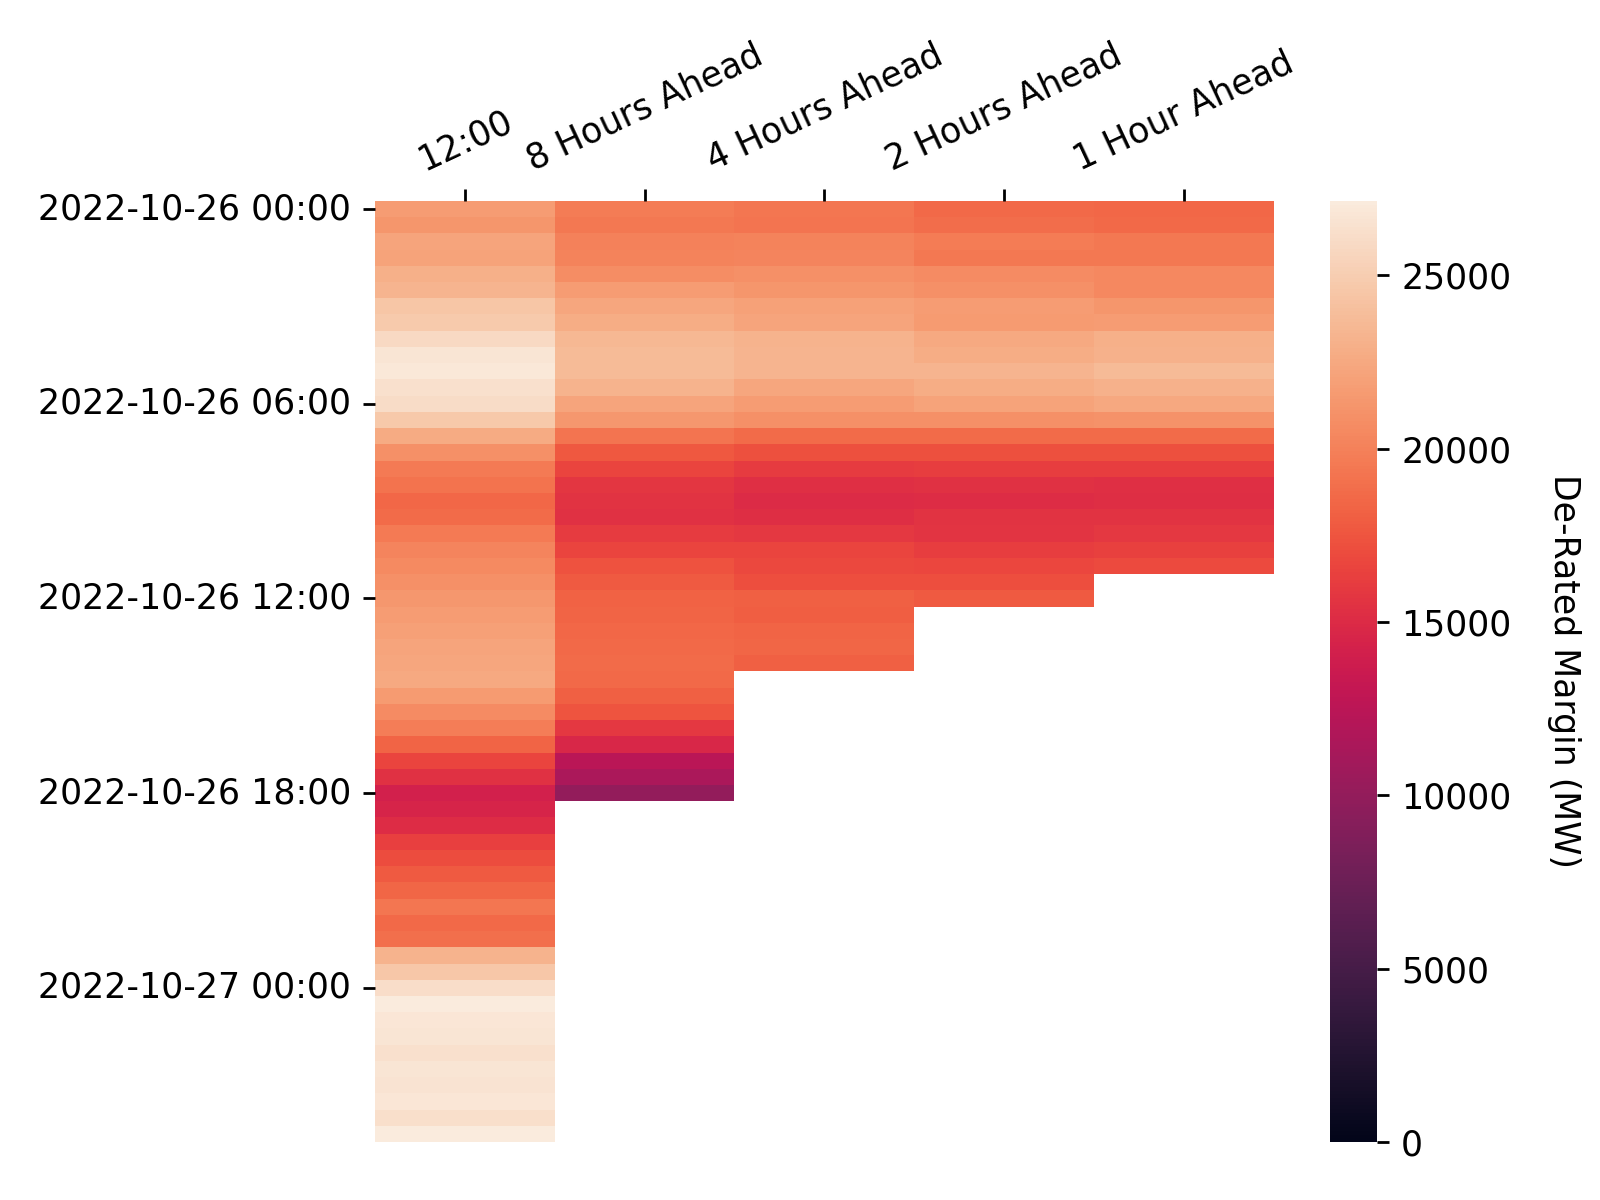 12:00
8 Hours Ahead
4 Hours Ahead
2 Hours Ahead
1 Hour Ahead
2022-10-26 00:00
2022-10-26 06:00
2022-10-26 12:00
2022-10-26 18:00
2022-10-27 00:00
25000
20000
15000
10000
5000
0
De-Rated Margin (MW)